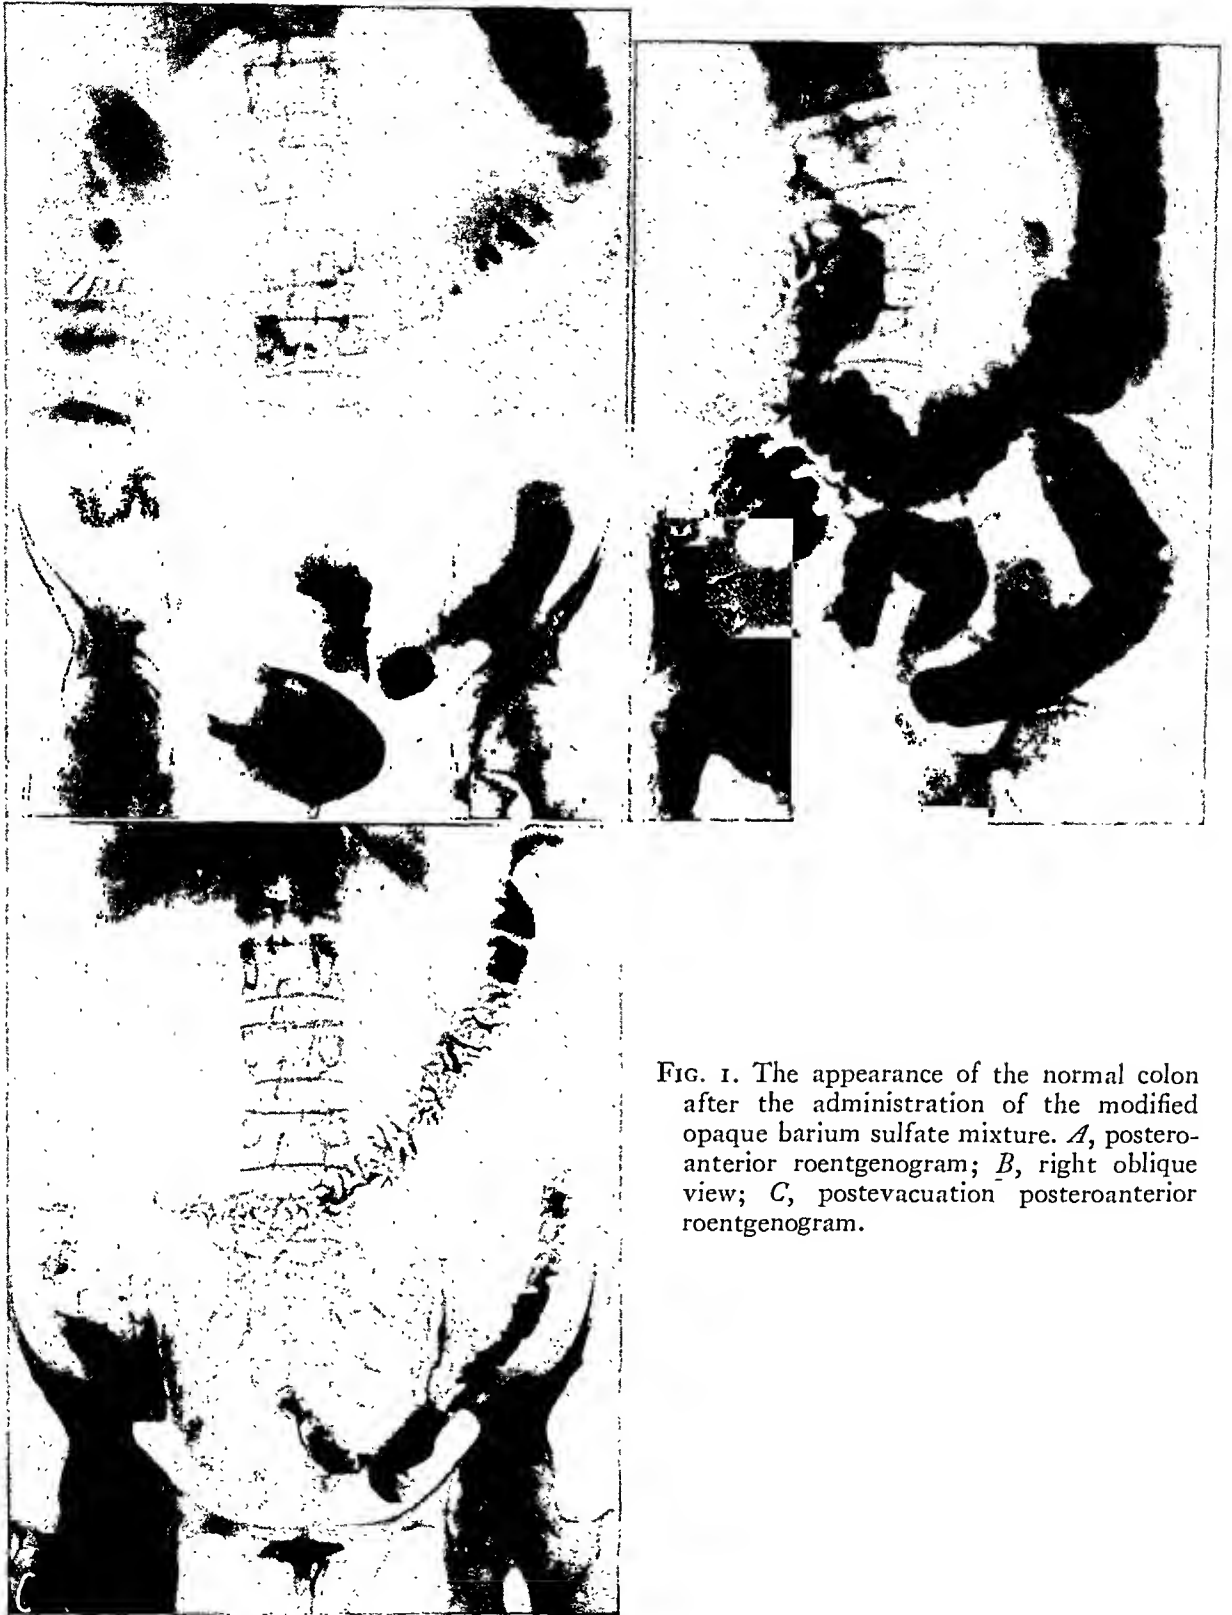 C
FIG. 1. The appearance of the normal colon
after the administration of the modified
opaque barium sulfate mixture. A, postero-
anterior roentgenogram; B, right oblique
view; C, postevacuation posteroanterior
roentgenogram.